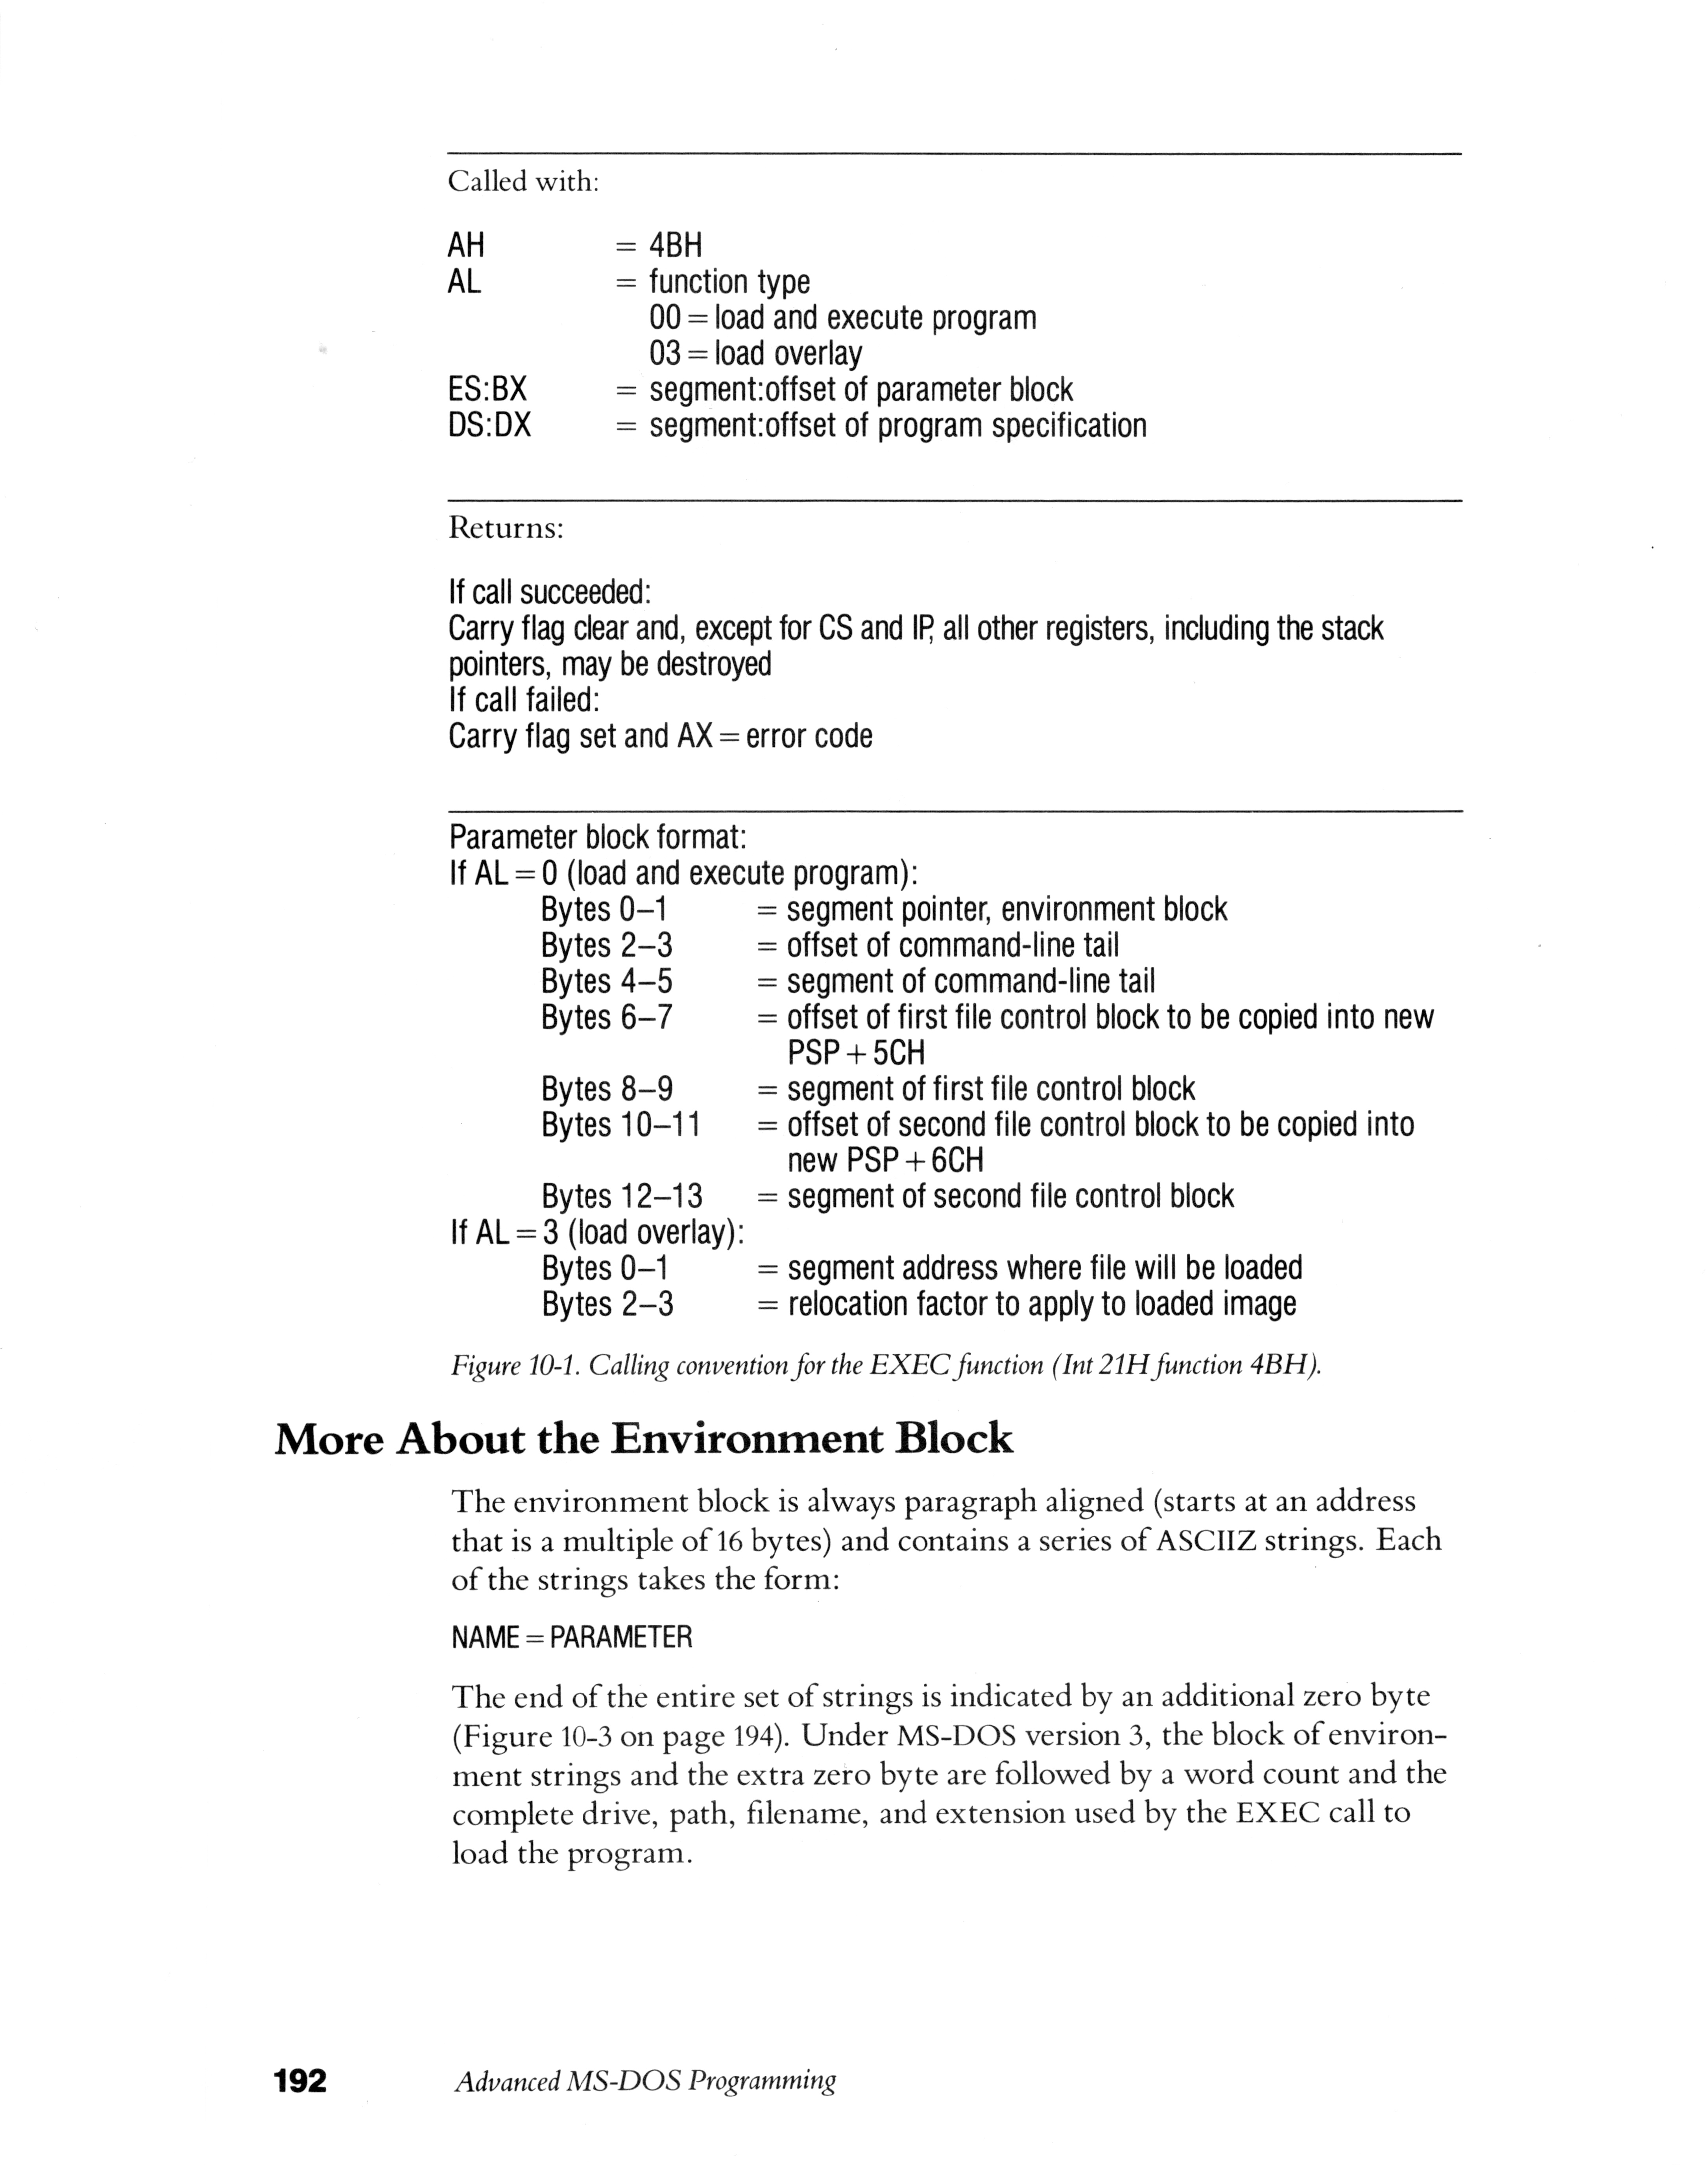 Called with:
AH = 4BH
AL = function type
00 = load and execute program
03 = load overlay
ES:BX = segment:offset of parameter block
DS:DX = segment:offset of program specification
Returns:
If call succeeded:
Carry flag clear and, except for CS and IP, all other registers, including the stack
pointers, may be destroyed
If call failed:
Carry flag set and AX = error code
Parameter block format:
If AL = 0 (load and execute program):
Bytes 0–1 = segment pointer, environment block
Bytes 2–3 = offset of command-line tail
Bytes 4–5 = segment of command-line tail
Bytes 6–7 = offset of first file control block to be copied into new
PSP + 5CH
Bytes 8–9 = segment of first file control block
Bytes 10–11 = offset of second file control block to be copied into
new PSP + 6CH
Bytes 12–13 = segment of second file control block
If AL = 3 (load overlay):
Bytes 0–1 = segment address where file will be loaded
Bytes 2–3 = relocation factor to apply to loaded image
Figure 10-1. Calling convention for the EXEC function (Int 21H function 4BH).
More About the Environment Block
The environment block is always paragraph aligned (starts at an address
that is a multiple of 16 bytes) and contains a series of ASCIIZ strings. Each
of the strings takes the form:
NAME = PARAMETER
The end of the entire set of strings is indicated by an additional zero byte
(Figure 10-3 on page 194). Under MS-DOS version 3, the block of environ-
ment strings and the extra zero byte are followed by a word count and the
complete drive, path, filename, and extension used by the EXEC call to
load the program.
192 Advanced MS-DOS Programming